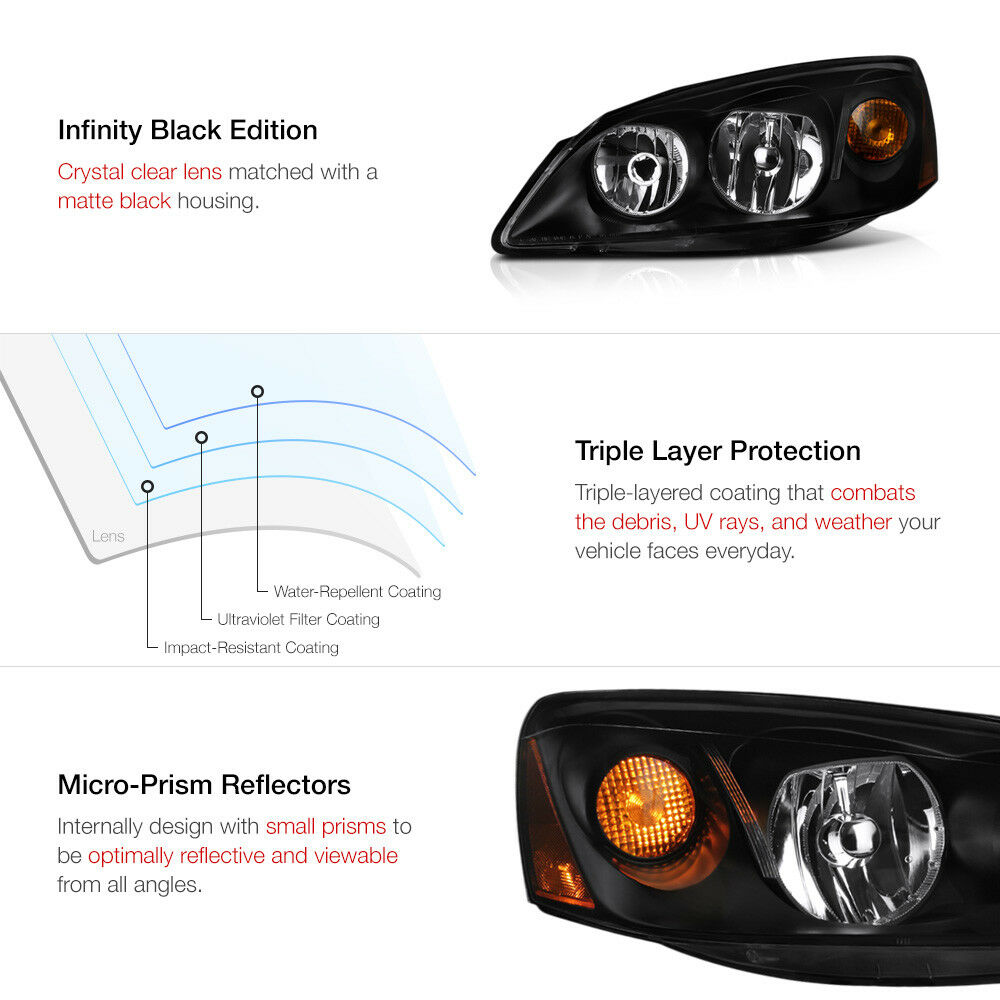 Infinity Black Edition
Crystal clear lens matched with a
matte black housing.
Lens
Water-Repellent Coating
Ultraviolet Filter Coating
Impact-Resistant Coating
Triple Layer Protection
Triple-layered coating that combats
the debris, UV rays, and weather your
vehicle faces everyday.
Micro-Prism Reflectors
Internally design with small prisms to
be optimally reflective and viewable
from all angles.